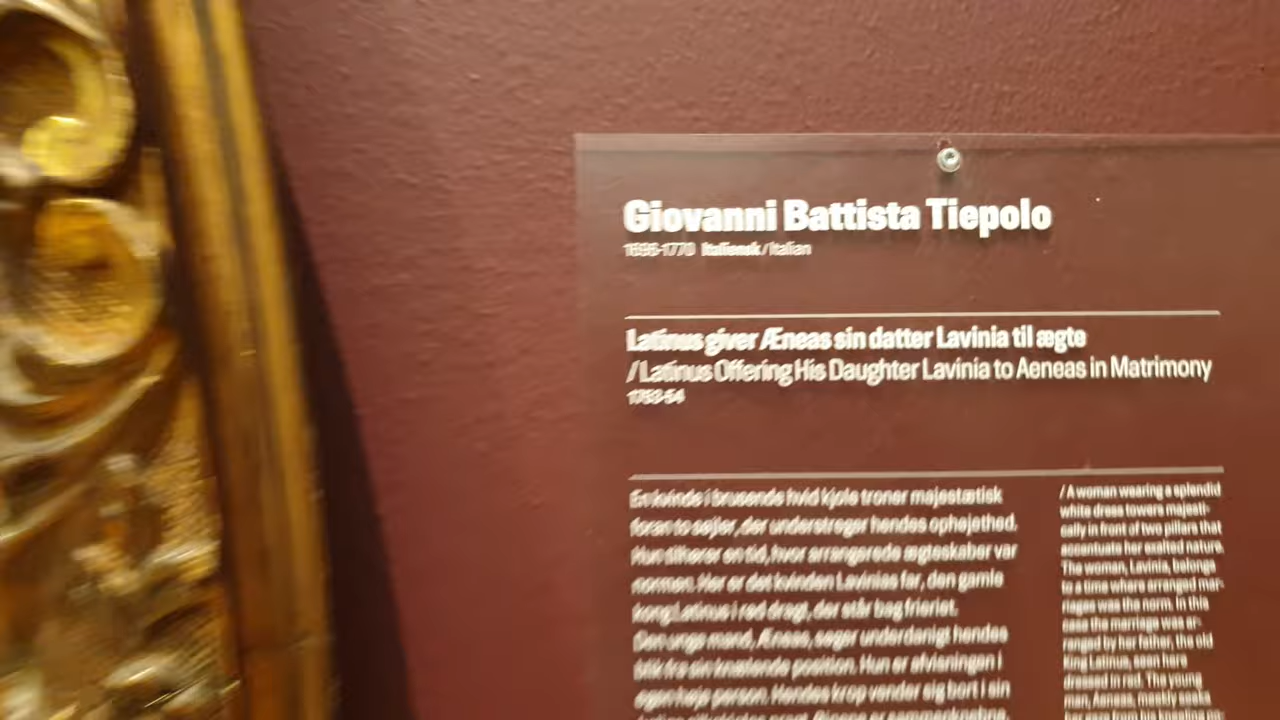 Giovanni Battista Tiepolo
1696-1770 Italiensk / Italian
Latinus giver Æneas sin datter Lavinia til ægte
/ Latinus Offering His Daughter Lavinia to Aeneas in Matrimony
1753-54
En kvinde i brusende hvid kjole troner majestætisk
foran to søjler, der understreger hendes ophøjethed.
Hun tilhører en tid, hvor arrangerede ægteskaber var
normen. Her er det kvinden Lavinias far, den gamle
kong Latinus i rød dragt, der står bag frieriet.
Den unge mand, Æneas, søger underdanigt hendes
blik fra sin knælende position. Hun er afvisningen i
egen høje person. Hendes krop vender sig bort i sin
/ A woman wearing a splendid
white dress towers majesti-
cally in front of two pillars that
accentuate her exalted nature.
The woman, Lavinia, belongs
to a time where arranged mar-
riages was the norm. In this
case the marriage was ar-
ranged by her father, the old
King Latinus, seen here
dressed in red. The young
man, Aeneas, meekly seeks